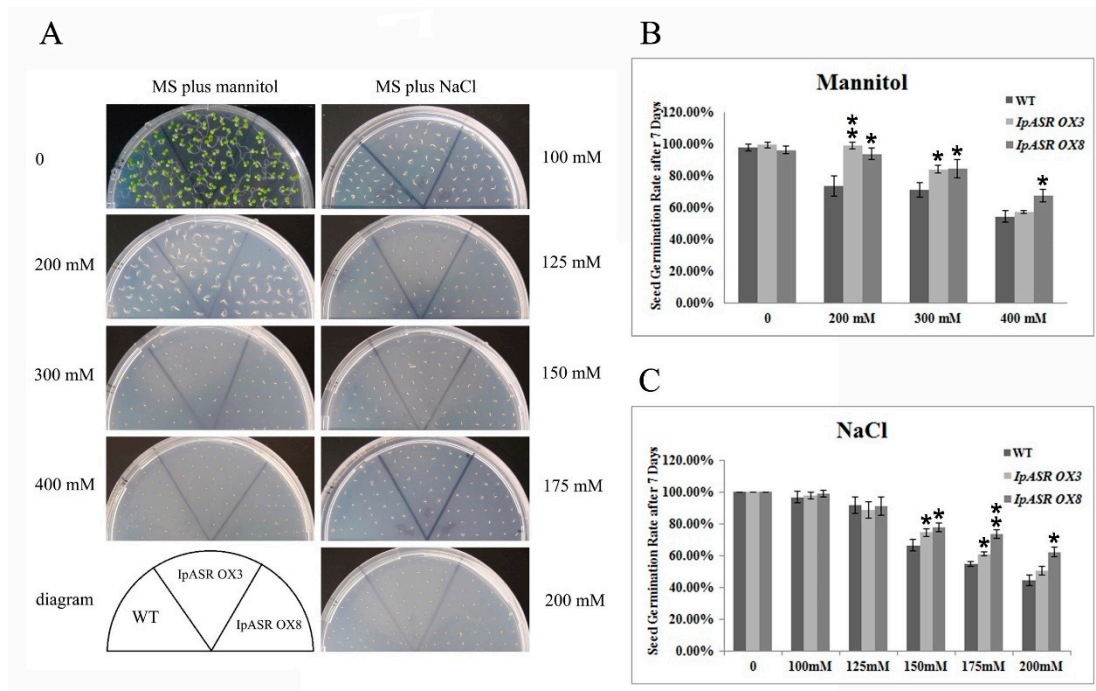 A
MS plus mannitol
MS plus NaCl
0
100 mM
200 mM
125 mM
300 mM
150 mM
400 mM
175 mM
diagram
WT
IpASR OX3
IpASR OX8
200 mM
B
Mannitol
Seed Germination Rate after 7 Days
120.00%
100.00%
80.00%
60.00%
40.00%
20.00%
0.00%
WT
IpASR OX3
IpASR OX8
**
*
*
*
*
0
200 mM
300 mM
400 mM
C
NaCl
Seed Germination Rate after 7 Days
120.00%
100.00%
80.00%
60.00%
40.00%
20.00%
0.00%
WT
IpASR OX3
IpASR OX8
*
*
*
**
*
0
100mM
125mM
150mM
175mM
200mM